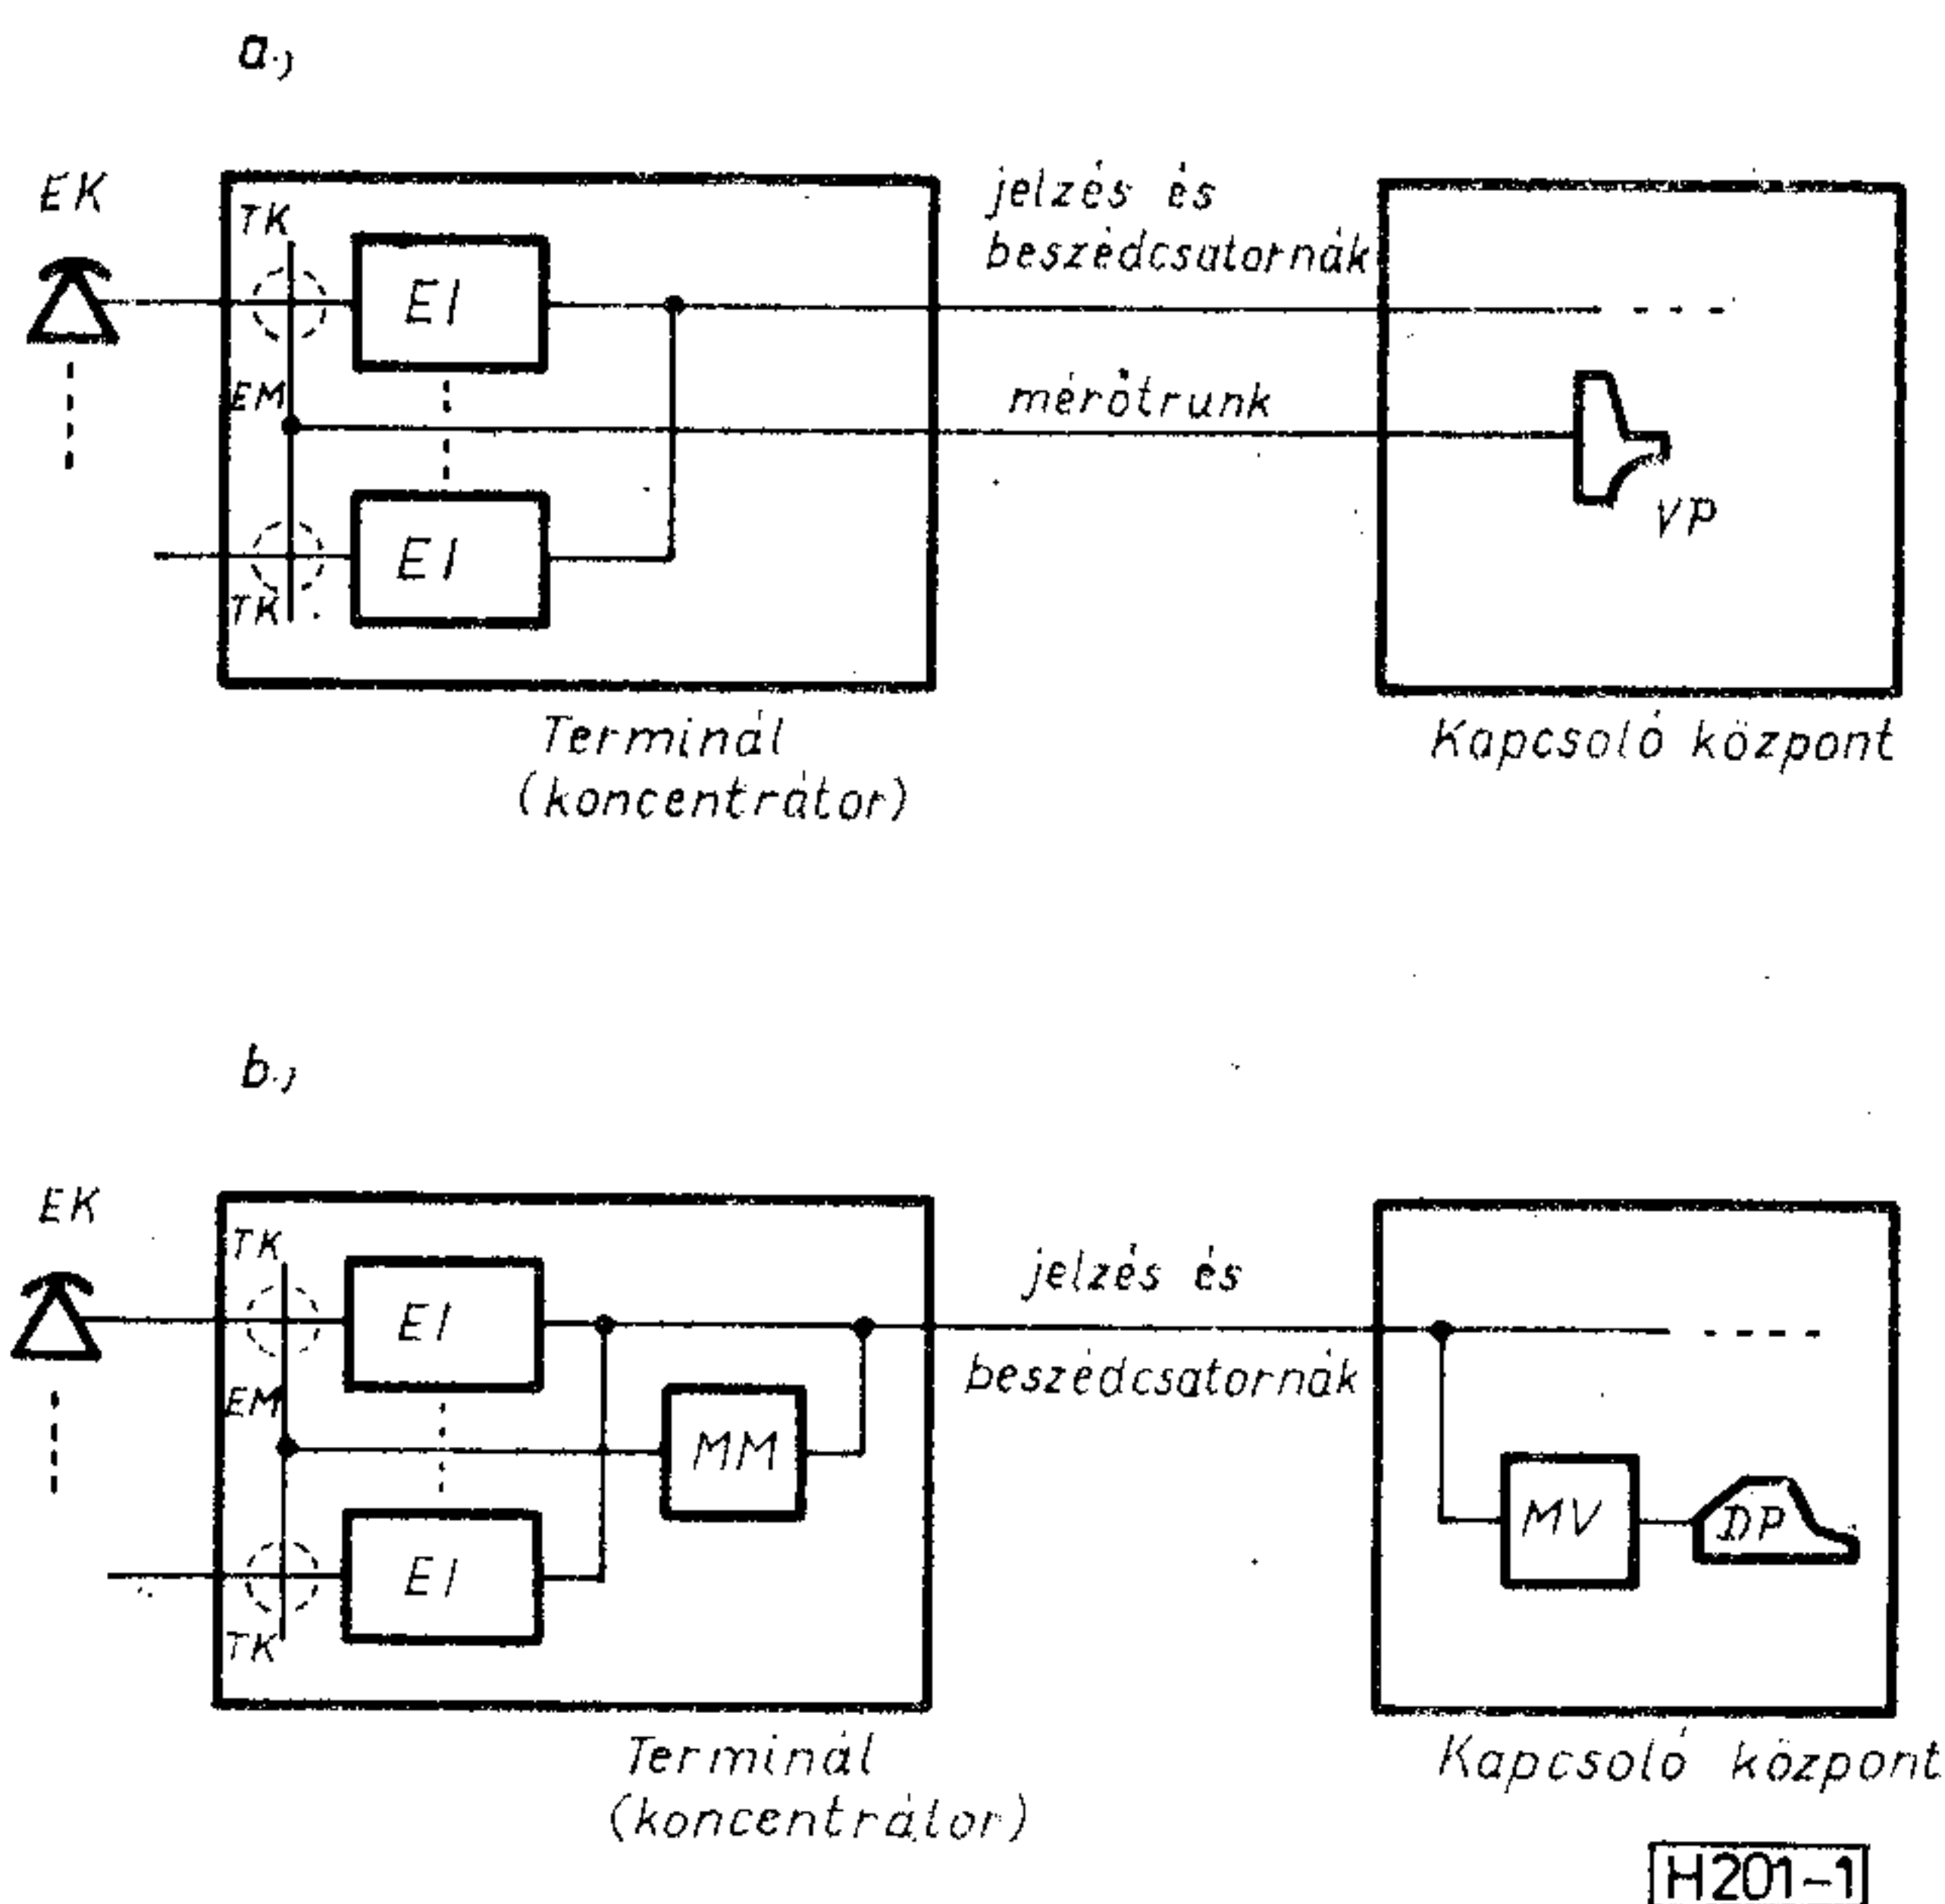 a.,
EK
TK
EI
EM
EI
TK
jelzés és
beszédcsatornák
mérőtrunk
VP
Terminál
(koncentrátor)
Kapcsoló központ
b.,
EK
TK
EI
EM
MM
EI
TK
jelzés és
beszédcsatornák
MV
DP
Terminál
(koncentrátor)
Kapcsoló központ
H201-1